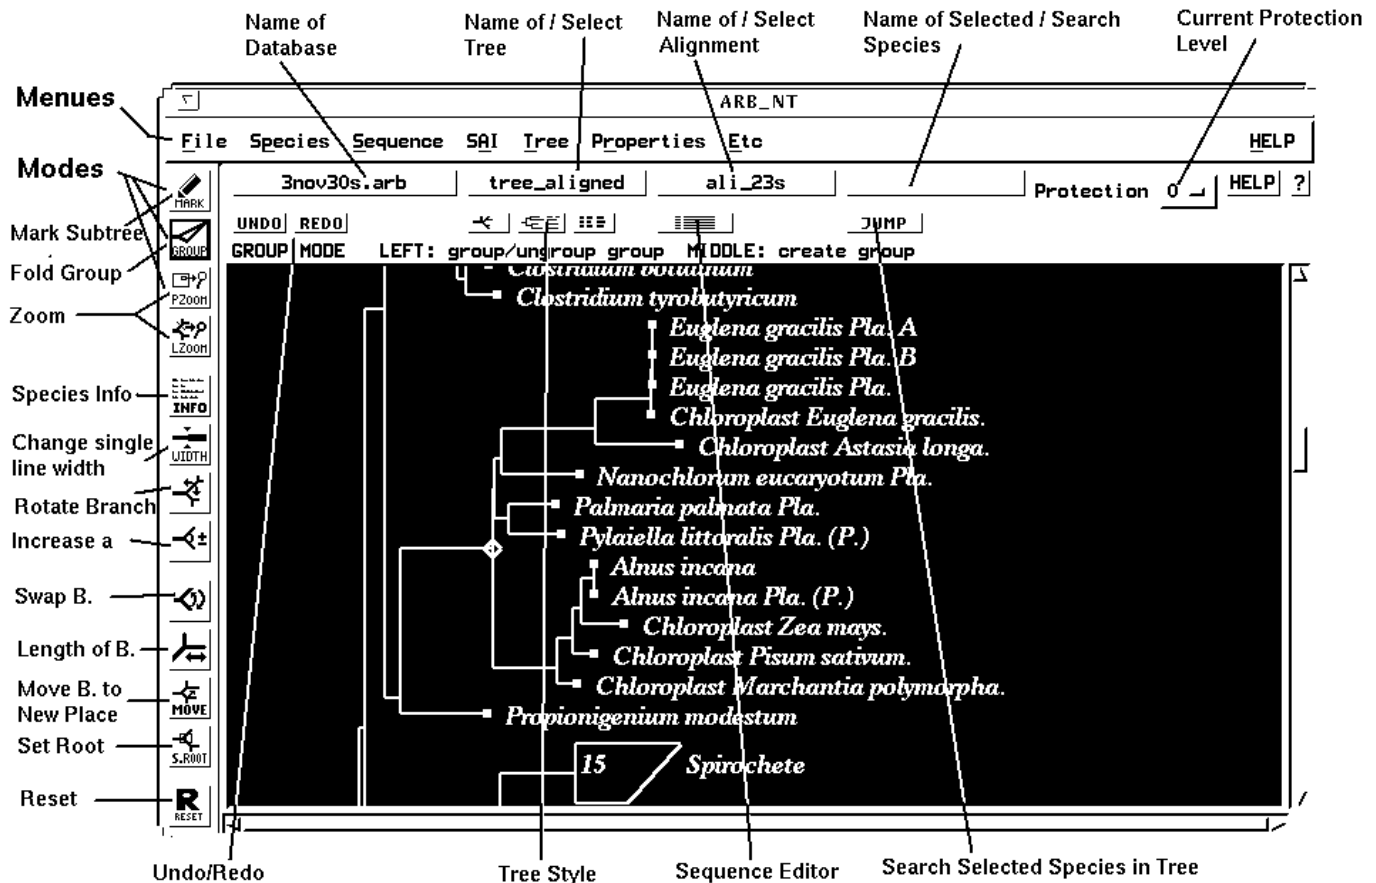 Name of
Database
Name of / Select
Tree
Name of / Select
Alignment
Name of Selected / Search
Species
Current Protection
Level
Menues
ARB_NT
File Species Sequence SAI Tree Properties Etc HELP
Modes
3nov30s.arb tree_aligned ali_23s Protection 0 HELP ?
MARK
UNDO REDO JUMP
Mark Subtree
GROUP
GROUP MODE LEFT: group/ungroup group MIDDLE: create group
Fold Group
Clostridium botulinum
PZOOM
Clostridium tyrobutyricum
Zoom
Euglena gracilis Pla. A
LZOOM
Euglena gracilis Pla. B
Euglena gracilis Pla.
Species Info
INFO
Chloroplast Euglena gracilis.
Change single
line width
WIDTH
Chloroplast Astasia longa.
Nanochlorum eucaryotum Pla.
Rotate Branch
Palmaria palmata Pla.
Increase a
±
Pylaiella littoralis Pla. (P.)
Alnus incana
Swap B.
Alnus incana Pla. (P.)
Chloroplast Zea mays.
Length of B.
Chloroplast Pisum sativum.
Move B. to
New Place
MOVE
Chloroplast Marchantia polymorpha.
Propionigenium modestum
Set Root
S.ROOT
15 Spirochete
Reset
R
RESET
Undo/Redo
Tree Style
Sequence Editor
Search Selected Species in Tree